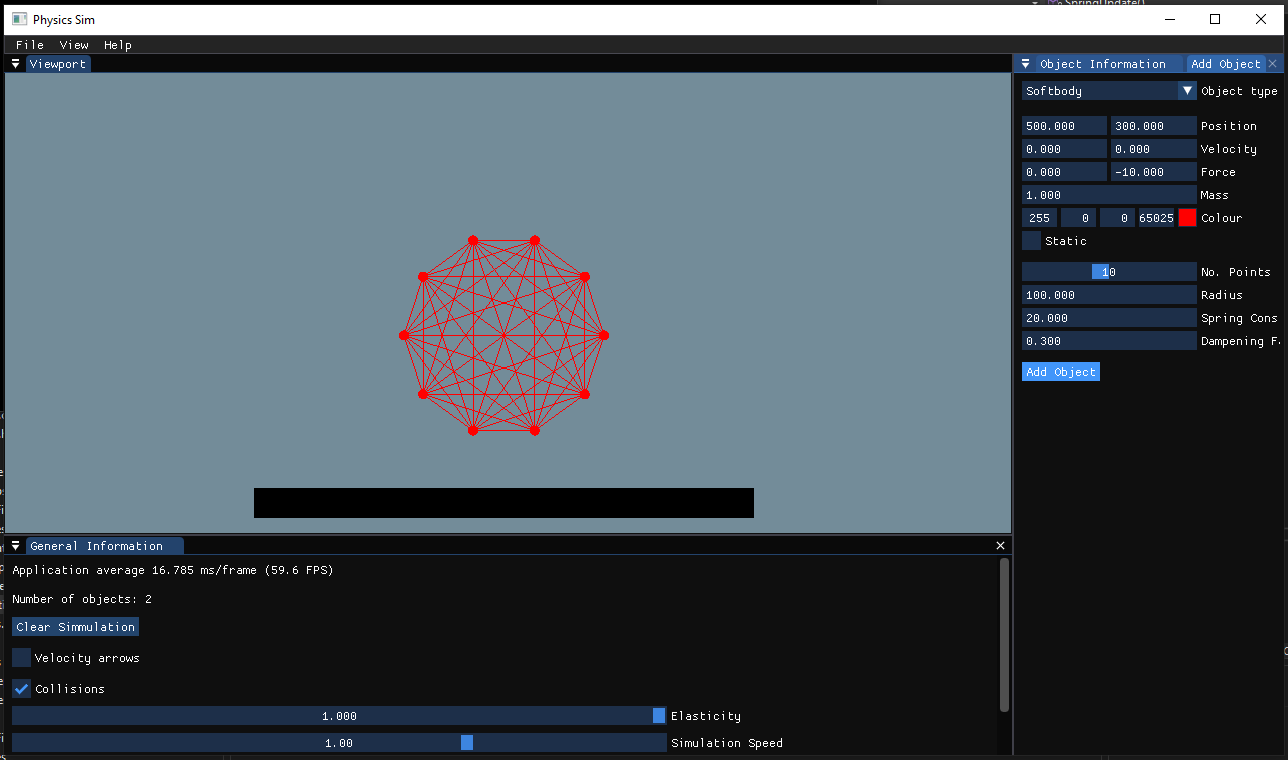 SpringUpdate()
Physics Sim
File View Help
Viewport
Object Information Add Object
Softbody Object type
500.000 300.000 Position
0.000 0.000 Velocity
0.000 -10.000 Force
1.000 Mass
255 0 0 65025 Colour
Static
10 No. Points
100.000 Radius
20.000 Spring Cons
0.300 Dampening F.
Add Object
General Information
Application average 16.785 ms/frame (59.6 FPS)
Number of objects: 2
Clear Simmulation
Velocity arrows
Collisions
1.000 Elasticity
1.00 Simulation Speed